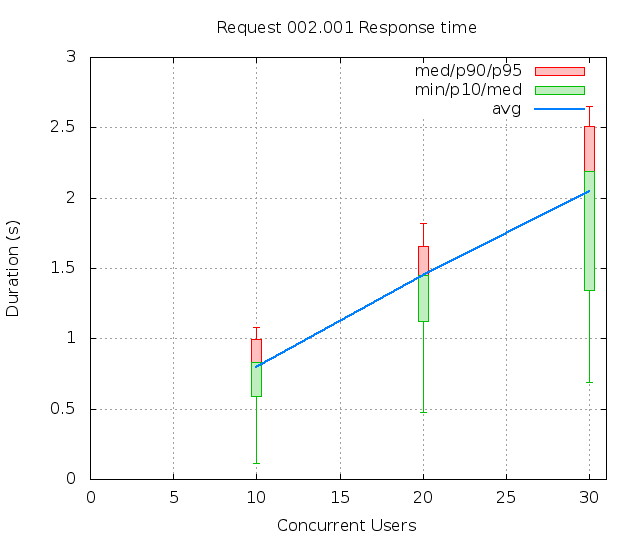 Request 002.001 Response time
med/p90/p95
min/p10/med
avg
3
2.5
2
1.5
1
0.5
0
Duration (s)
0 5 10 15 20 25 30
Concurrent Users